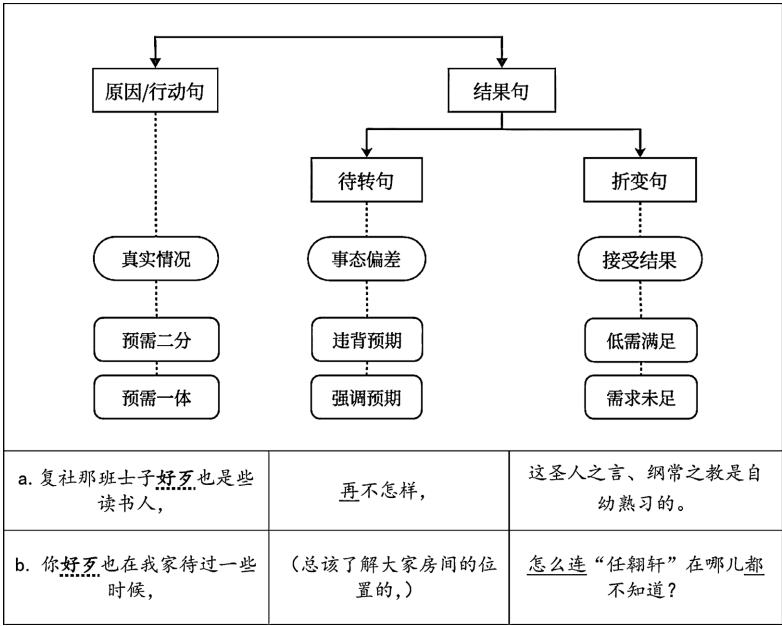 原因/行动句
结果句
待转句
折变句
真实情况
事态偏差
接受结果
预需二分
违背预期
低需满足
预需一体
强调预期
需求未足
a. 复社那班士子好歹也是些
读书人，
再不怎样，
这圣人之言、纲常之教是自
幼熟习的。
b. 你好歹也在我家待过一些
时候，
（总该了解大家房间的位
置的，）
怎么连“任翱轩”在哪儿都
不知道？